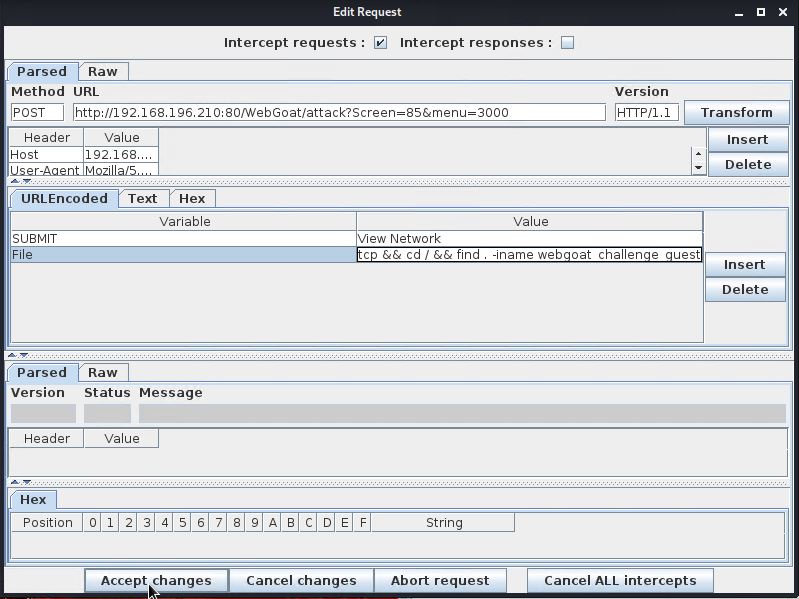 Edit Request
Intercept requests : Intercept responses :
Parsed Raw
Method URL Version
POST http://192.168.196.210:80/WebGoat/attack?Screen=85&menu=3000 HTTP/1.1 Transform
Header Value Insert
Host 192.168....
User-Agent Mozilla/5.... Delete
URLEncoded Text Hex
Variable Value
SUBMIT View Network
File tcp && cd / && find . -iname webgoat_challenge_guest
Insert
Delete
Parsed Raw
Version Status Message
Header Value
Hex
Position 0 1 2 3 4 5 6 7 8 9 A B C D E F String
Accept changes Cancel changes Abort request Cancel ALL intercepts